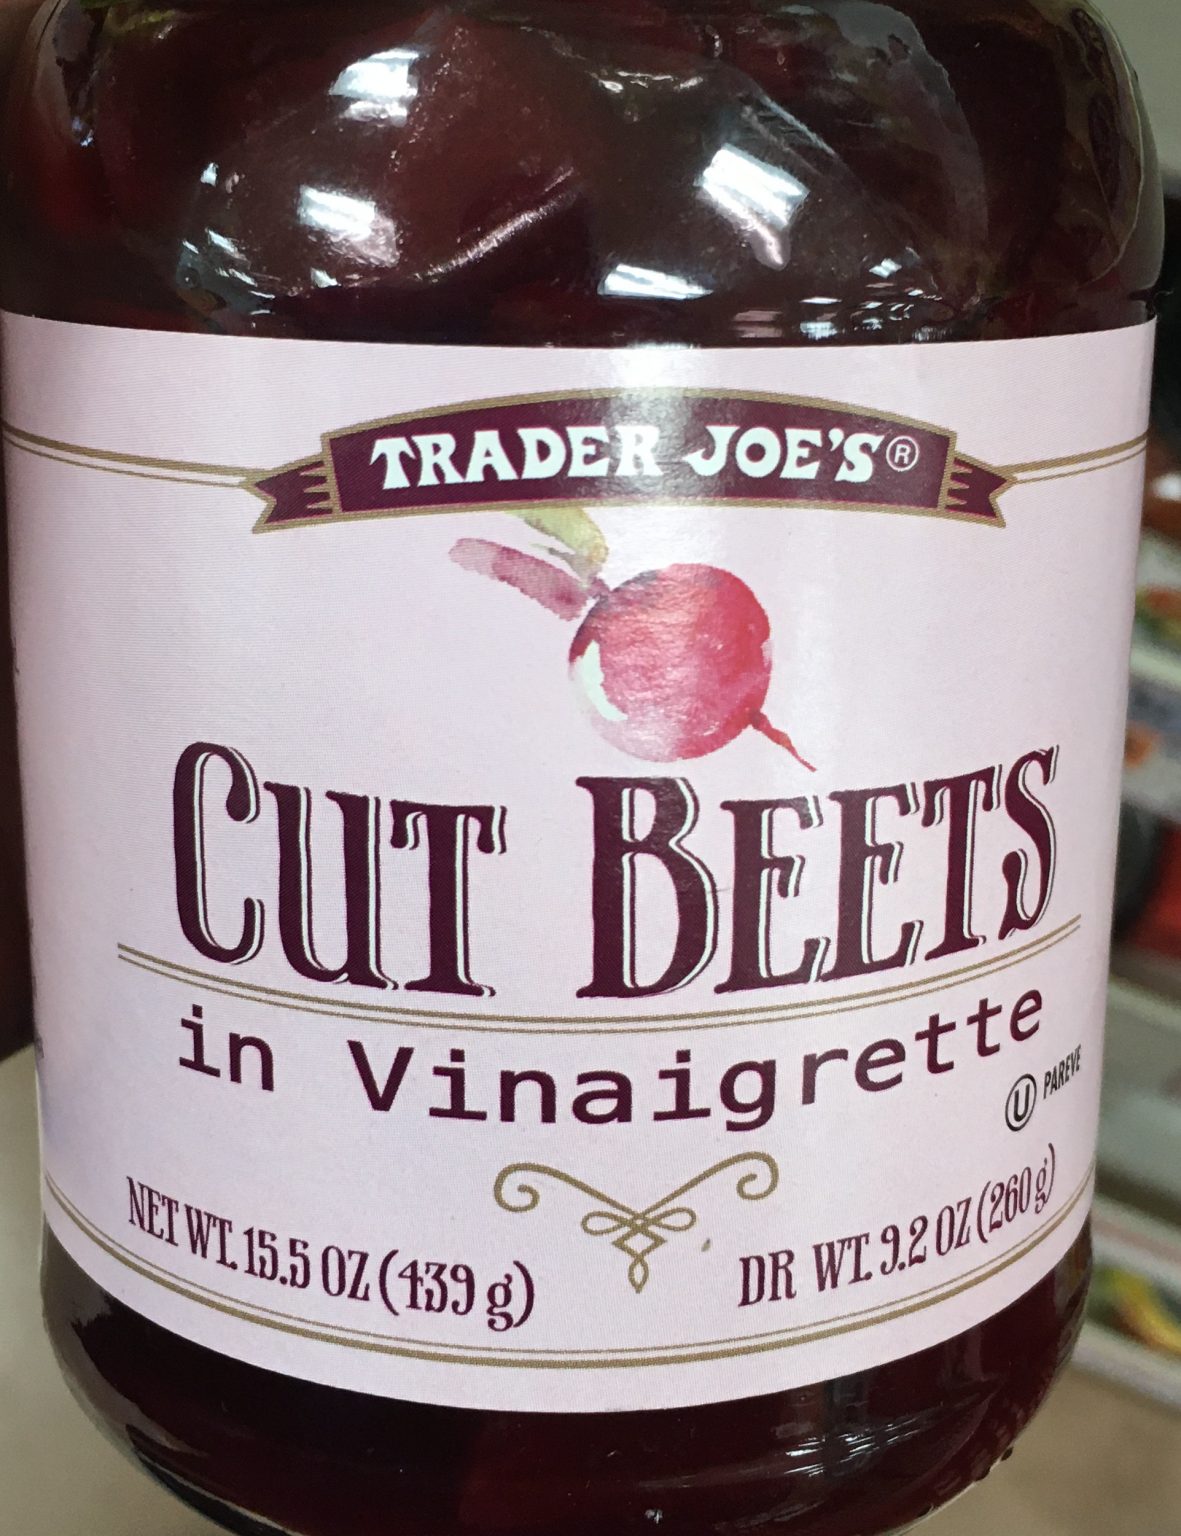 TRADER JOE'S®
CUT BEETS
in Vinaigrette
U PAREVE
NET WT. 15.5 OZ (439 g)
DR WT. 9.2 OZ (260 g)